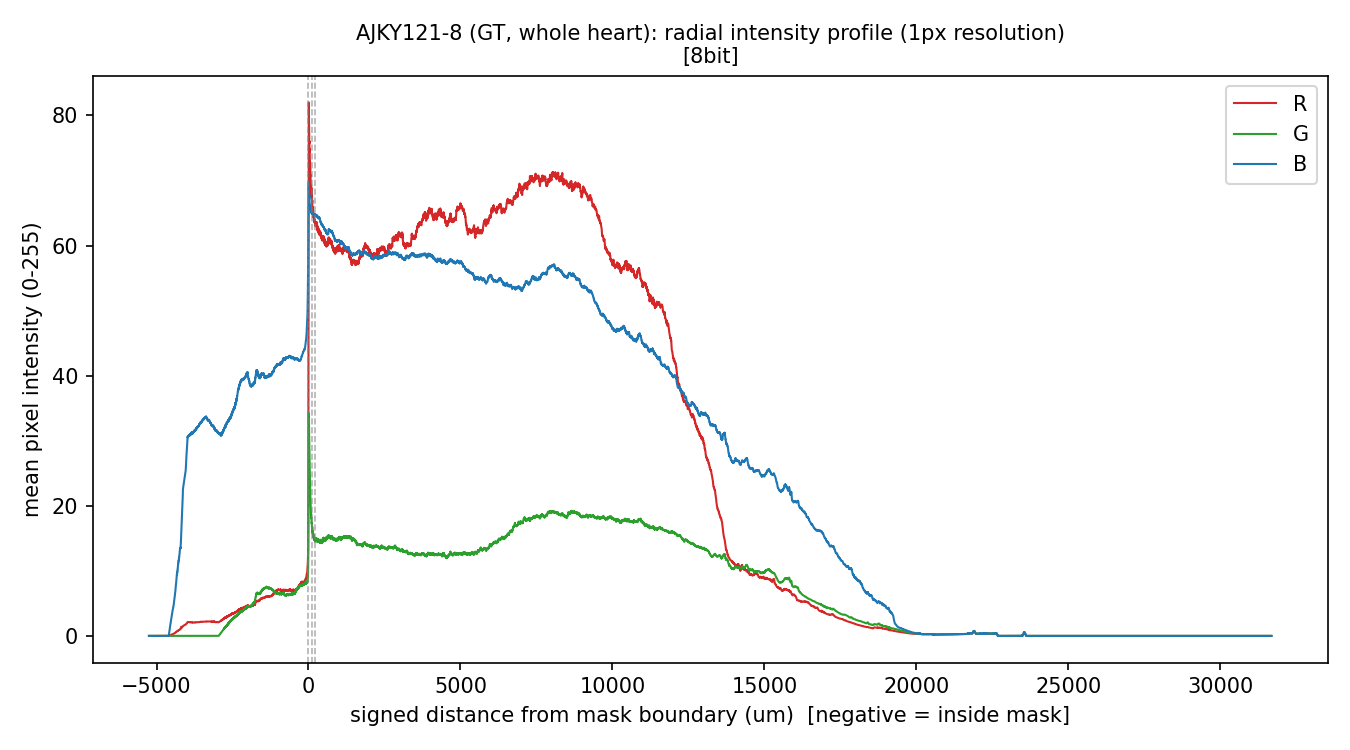 AJKY121-8 (GT, whole heart): radial intensity profile (1px resolution)
[8bit]
R
G
B
80
60
40
20
0
mean pixel intensity (0-255)
−5000 0 5000 10000 15000 20000 25000 30000
signed distance from mask boundary (um) [negative = inside mask]